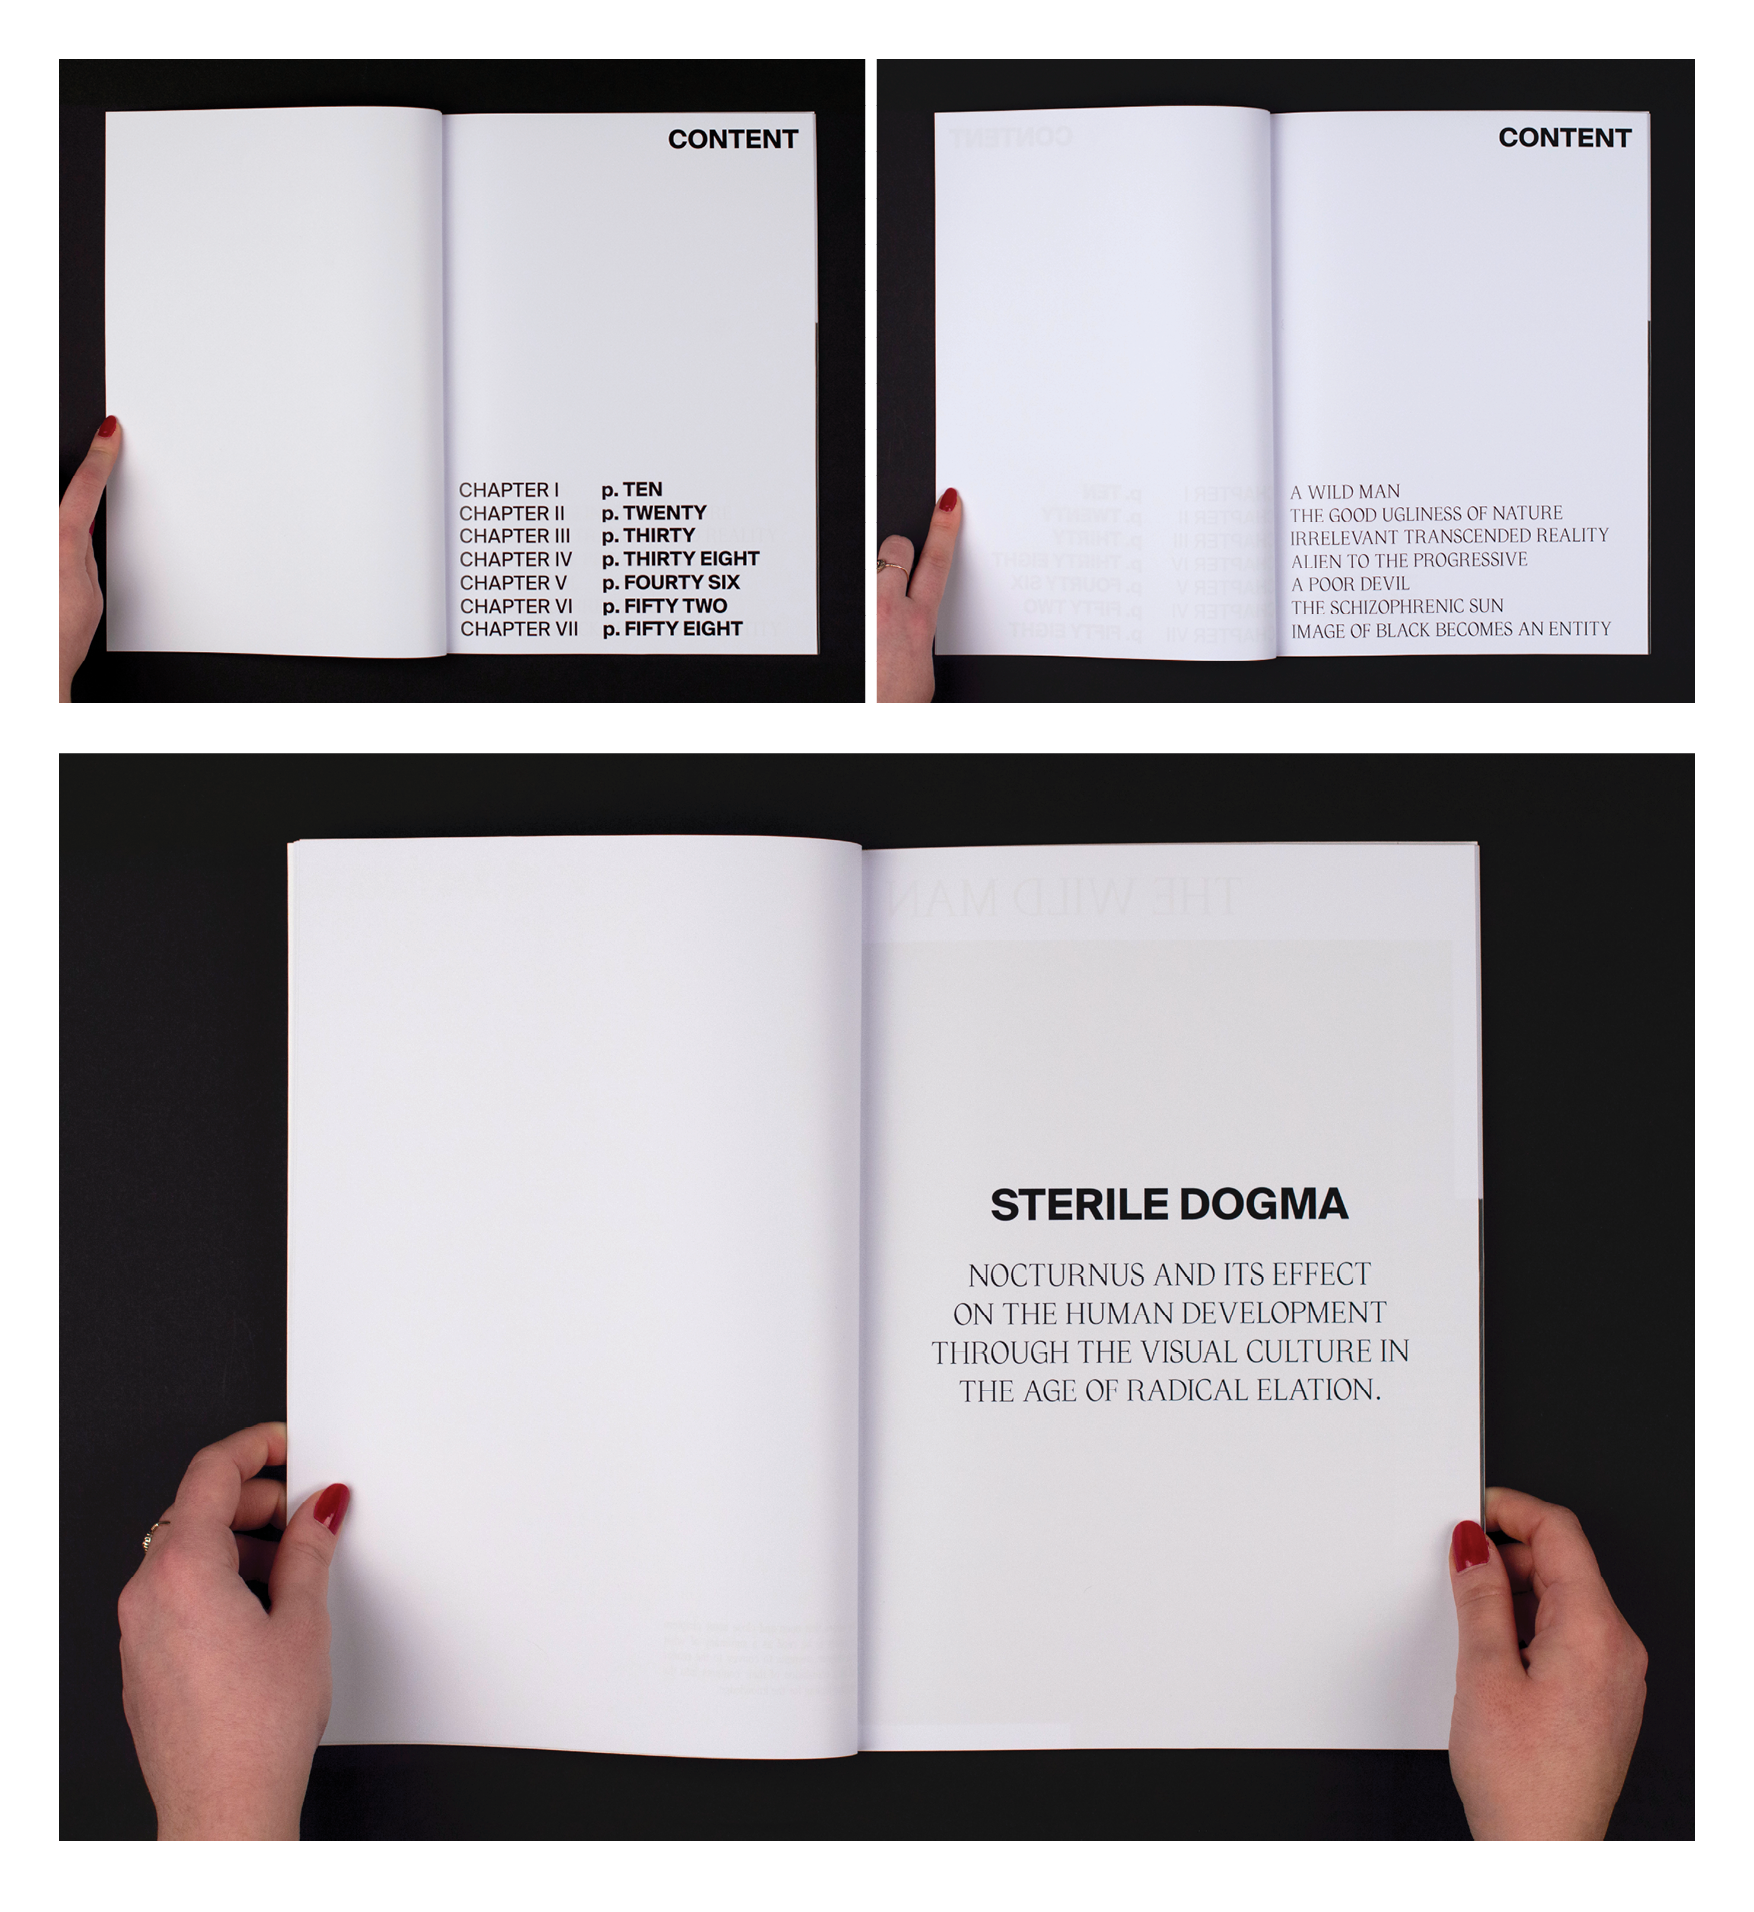 CONTENT
CHAPTER I p. TEN
CHAPTER II p. TWENTY
CHAPTER III p. THIRTY
CHAPTER IV p. THIRTY EIGHT
CHAPTER V p. FOURTY SIX
CHAPTER VI p. FIFTY TWO
CHAPTER VII p. FIFTY EIGHT
CONTENT
A WILD MAN
THE GOOD UGLINESS OF NATURE
IRRELEVANT TRANSCENDED REALITY
ALIEN TO THE PROGRESSIVE
A POOR DEVIL
THE SCHIZOPHRENIC SUN
IMAGE OF BLACK BECOMES AN ENTITY
THE WILD MAN
STERILE DOGMA
NOCTURNUS AND ITS EFFECT
ON THE HUMAN DEVELOPMENT
THROUGH THE VISUAL CULTURE IN
THE AGE OF RADICAL ELATION.